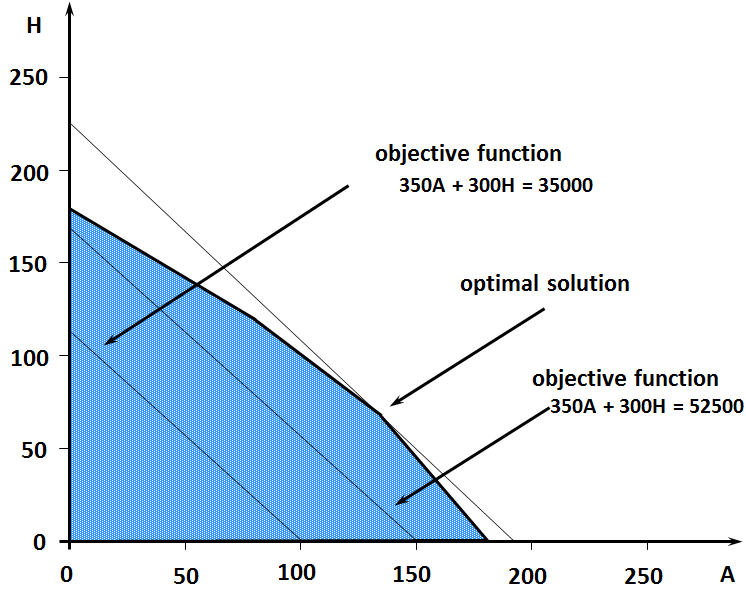 H
250
200
150
100
50
0
objective function
350A + 300H = 35000
optimal solution
objective function
350A + 300H = 52500
0
50
100
150
200
250
A